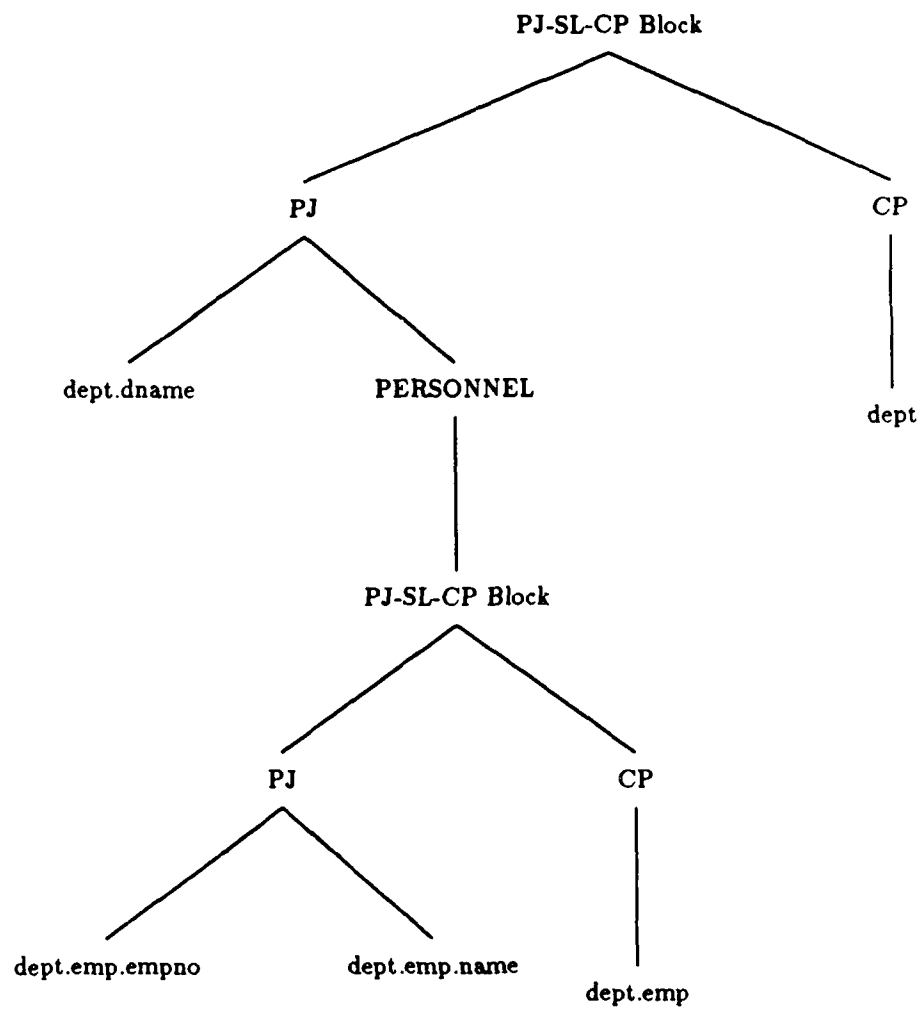 PJ-SL-CP Block
PJ
CP
dept.dname
PERSONNEL
dept
PJ-SL-CP Block
PJ
CP
dept.emp.empno
dept.emp.name
dept.emp